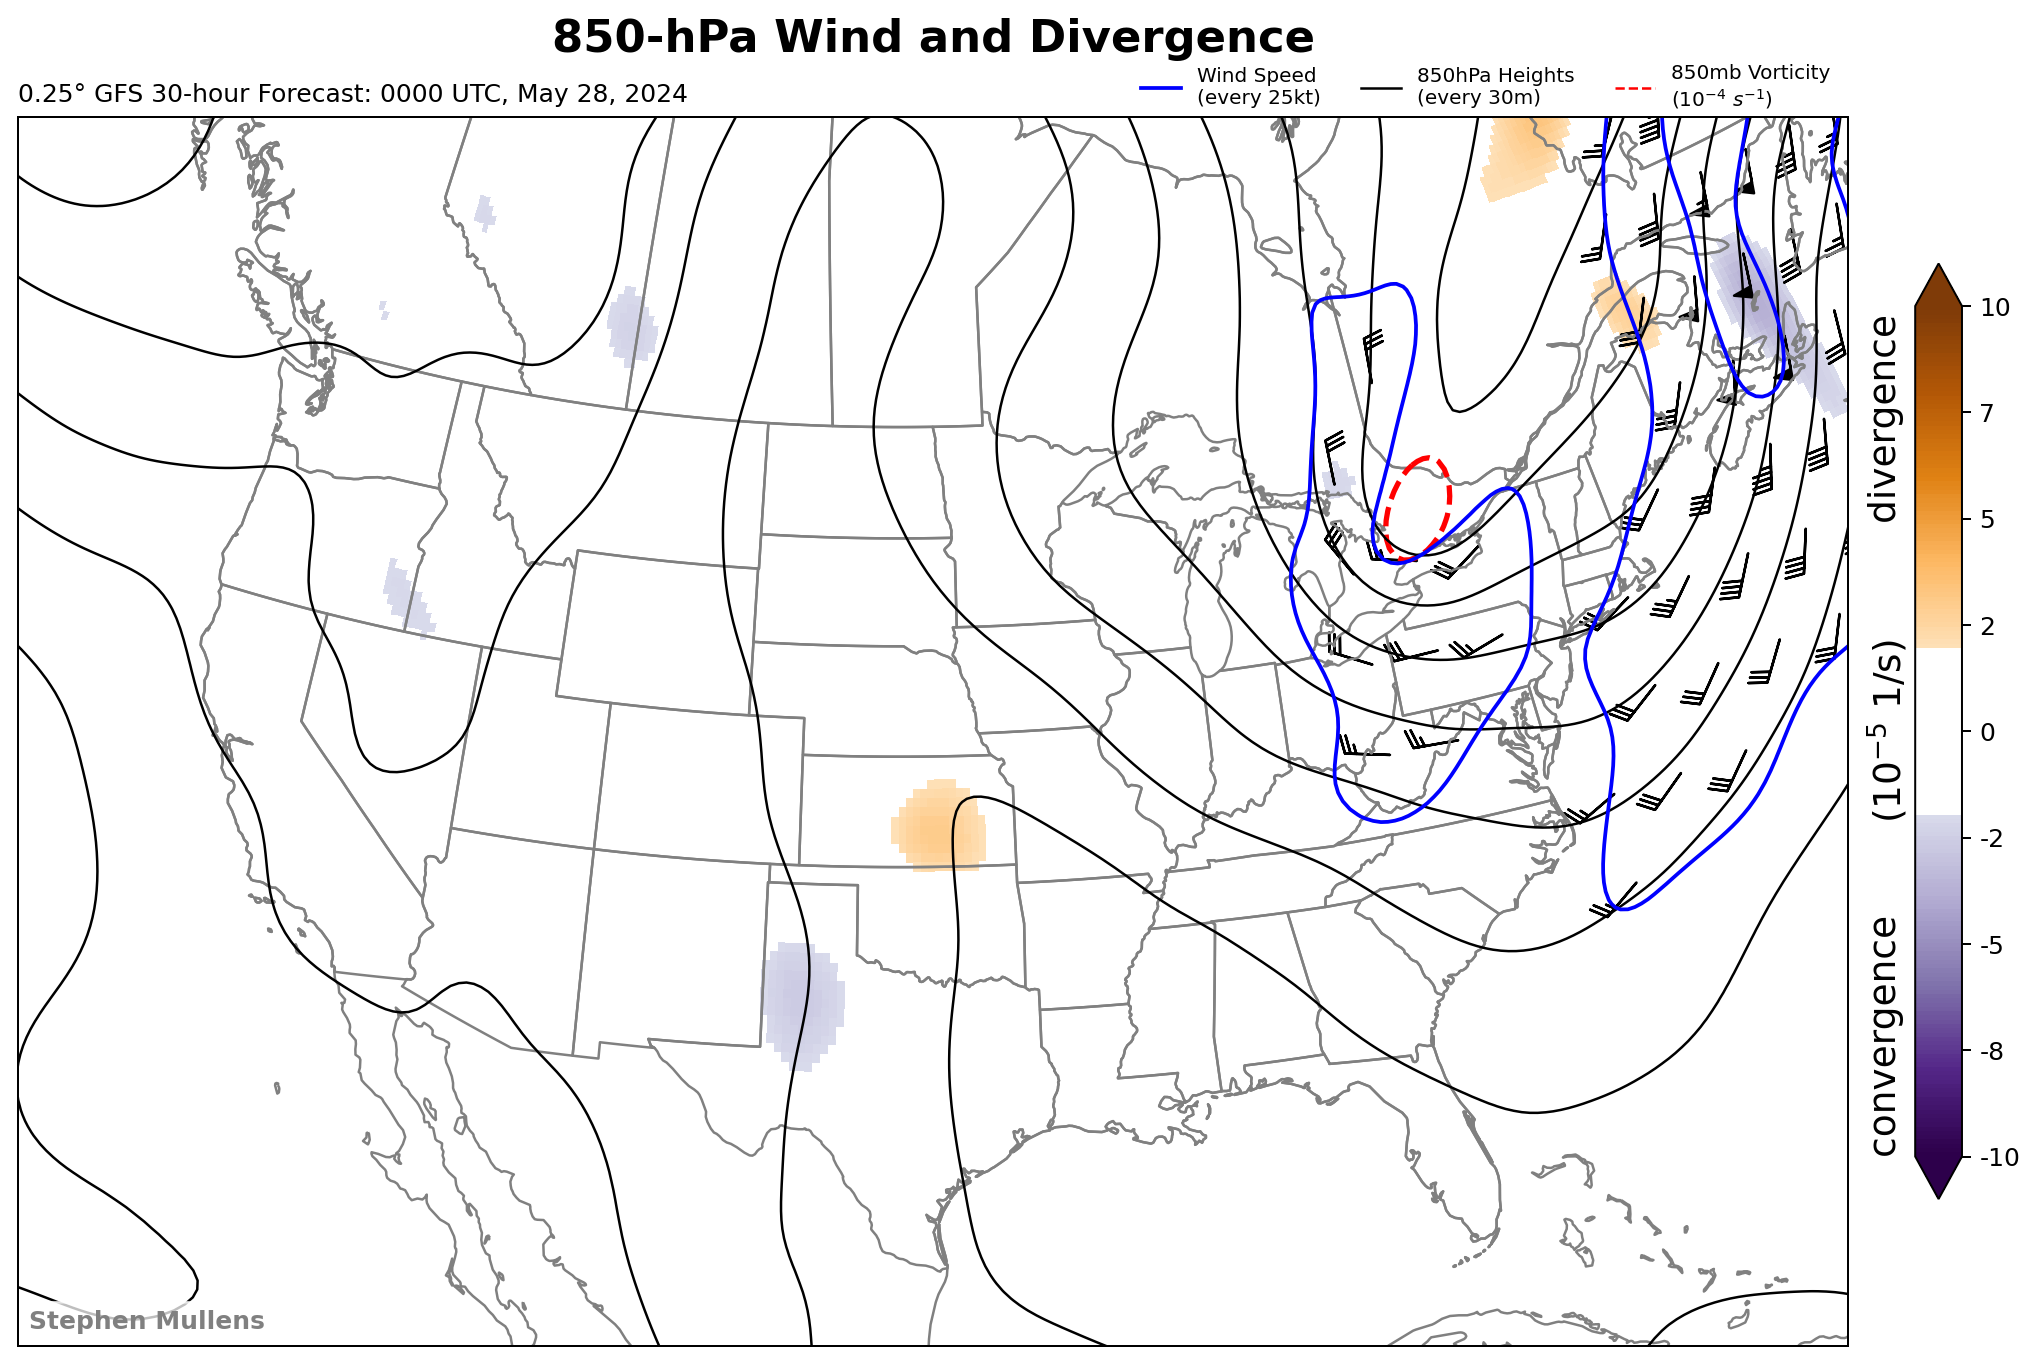 850-hPa Wind and Divergence
0.25° GFS 30-hour Forecast: 0000 UTC, May 28, 2024
Wind Speed
(every 25kt)
850hPa Heights
(every 30m)
850mb Vorticity
(10⁻⁴ s⁻¹)
10
7
5
2
0
-2
-5
-8
-10
convergence (10⁻⁵ 1/s) divergence
Stephen Mullens